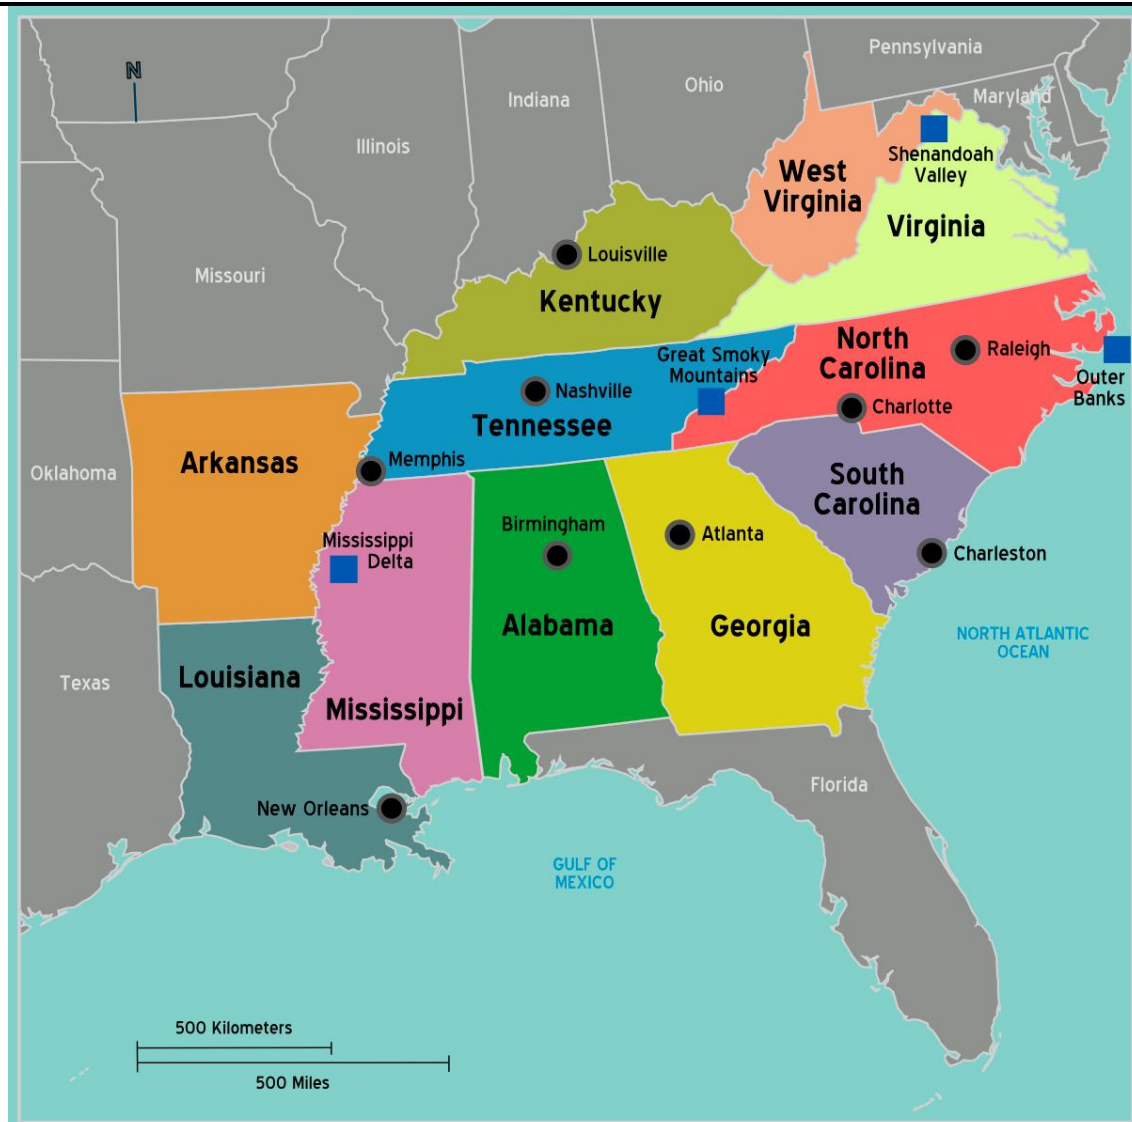 Pennsylvania
N
Ohio
Indiana
Maryland
Illinois
Shenandoah
Valley
West
Virginia
Virginia
Louisville
Missouri
Kentucky
North
Carolina
Raleigh
Great Smoky
Mountains
Outer
Banks
Nashville
Charlotte
Tennessee
Memphis
Arkansas
Oklahoma
South
Carolina
Birmingham
Atlanta
Mississippi
Delta
Charleston
Alabama
Georgia
NORTH ATLANTIC
OCEAN
Louisiana
Texas
Mississippi
Florida
New Orleans
GULF OF
MEXICO
500 Kilometers
500 Miles